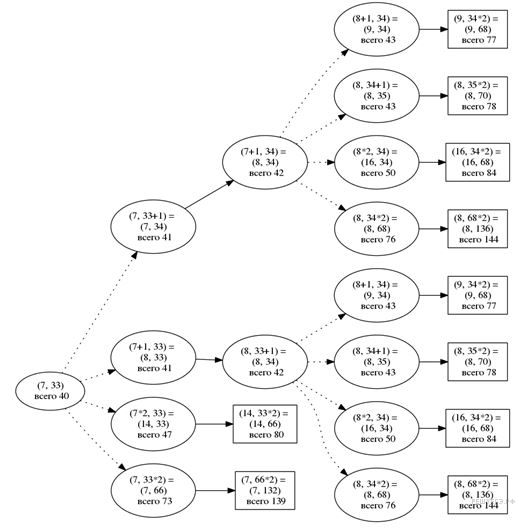 (8+1, 34) =
(9, 34)
всего 43
(9, 34*2) =
(9, 68)
всего 77
(8, 34+1) =
(8, 35)
всего 43
(8, 35*2) =
(8, 70)
всего 78
(7+1, 34) =
(8, 34)
всего 42
(8*2, 34) =
(16, 34)
всего 50
(16, 34*2) =
(16, 68)
всего 84
(7, 33+1) =
(7, 34)
всего 41
(8, 34*2) =
(8, 68)
всего 76
(8, 68*2) =
(8, 136)
всего 144
(8+1, 34) =
(9, 34)
всего 43
(9, 34*2) =
(9, 68)
всего 77
(7, 33)
всего 40
(7+1, 33) =
(8, 33)
всего 41
(8, 33+1) =
(8, 34)
всего 42
(8, 34+1) =
(8, 35)
всего 43
(8, 35*2) =
(8, 70)
всего 78
(7*2, 33) =
(14, 33)
всего 47
(14, 33*2) =
(14, 66)
всего 80
(8*2, 34) =
(16, 34)
всего 50
(16, 34*2) =
(16, 68)
всего 84
(7, 33*2) =
(7, 66)
всего 73
(7, 66*2) =
(7, 132)
всего 139
(8, 34*2) =
(8, 68)
всего 76
(8, 68*2) =
(8, 136)
всего 144